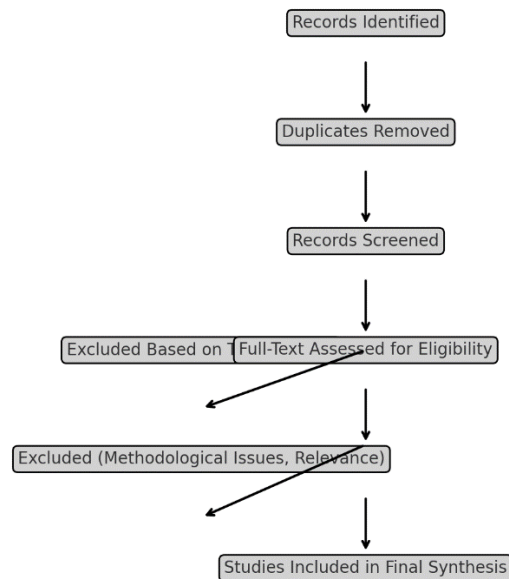 Records Identified
Duplicates Removed
Records Screened
Excluded Based on
Full-Text Assessed for Eligibility
Excluded (Methodological Issues, Relevance)
Studies Included in Final Synthesis